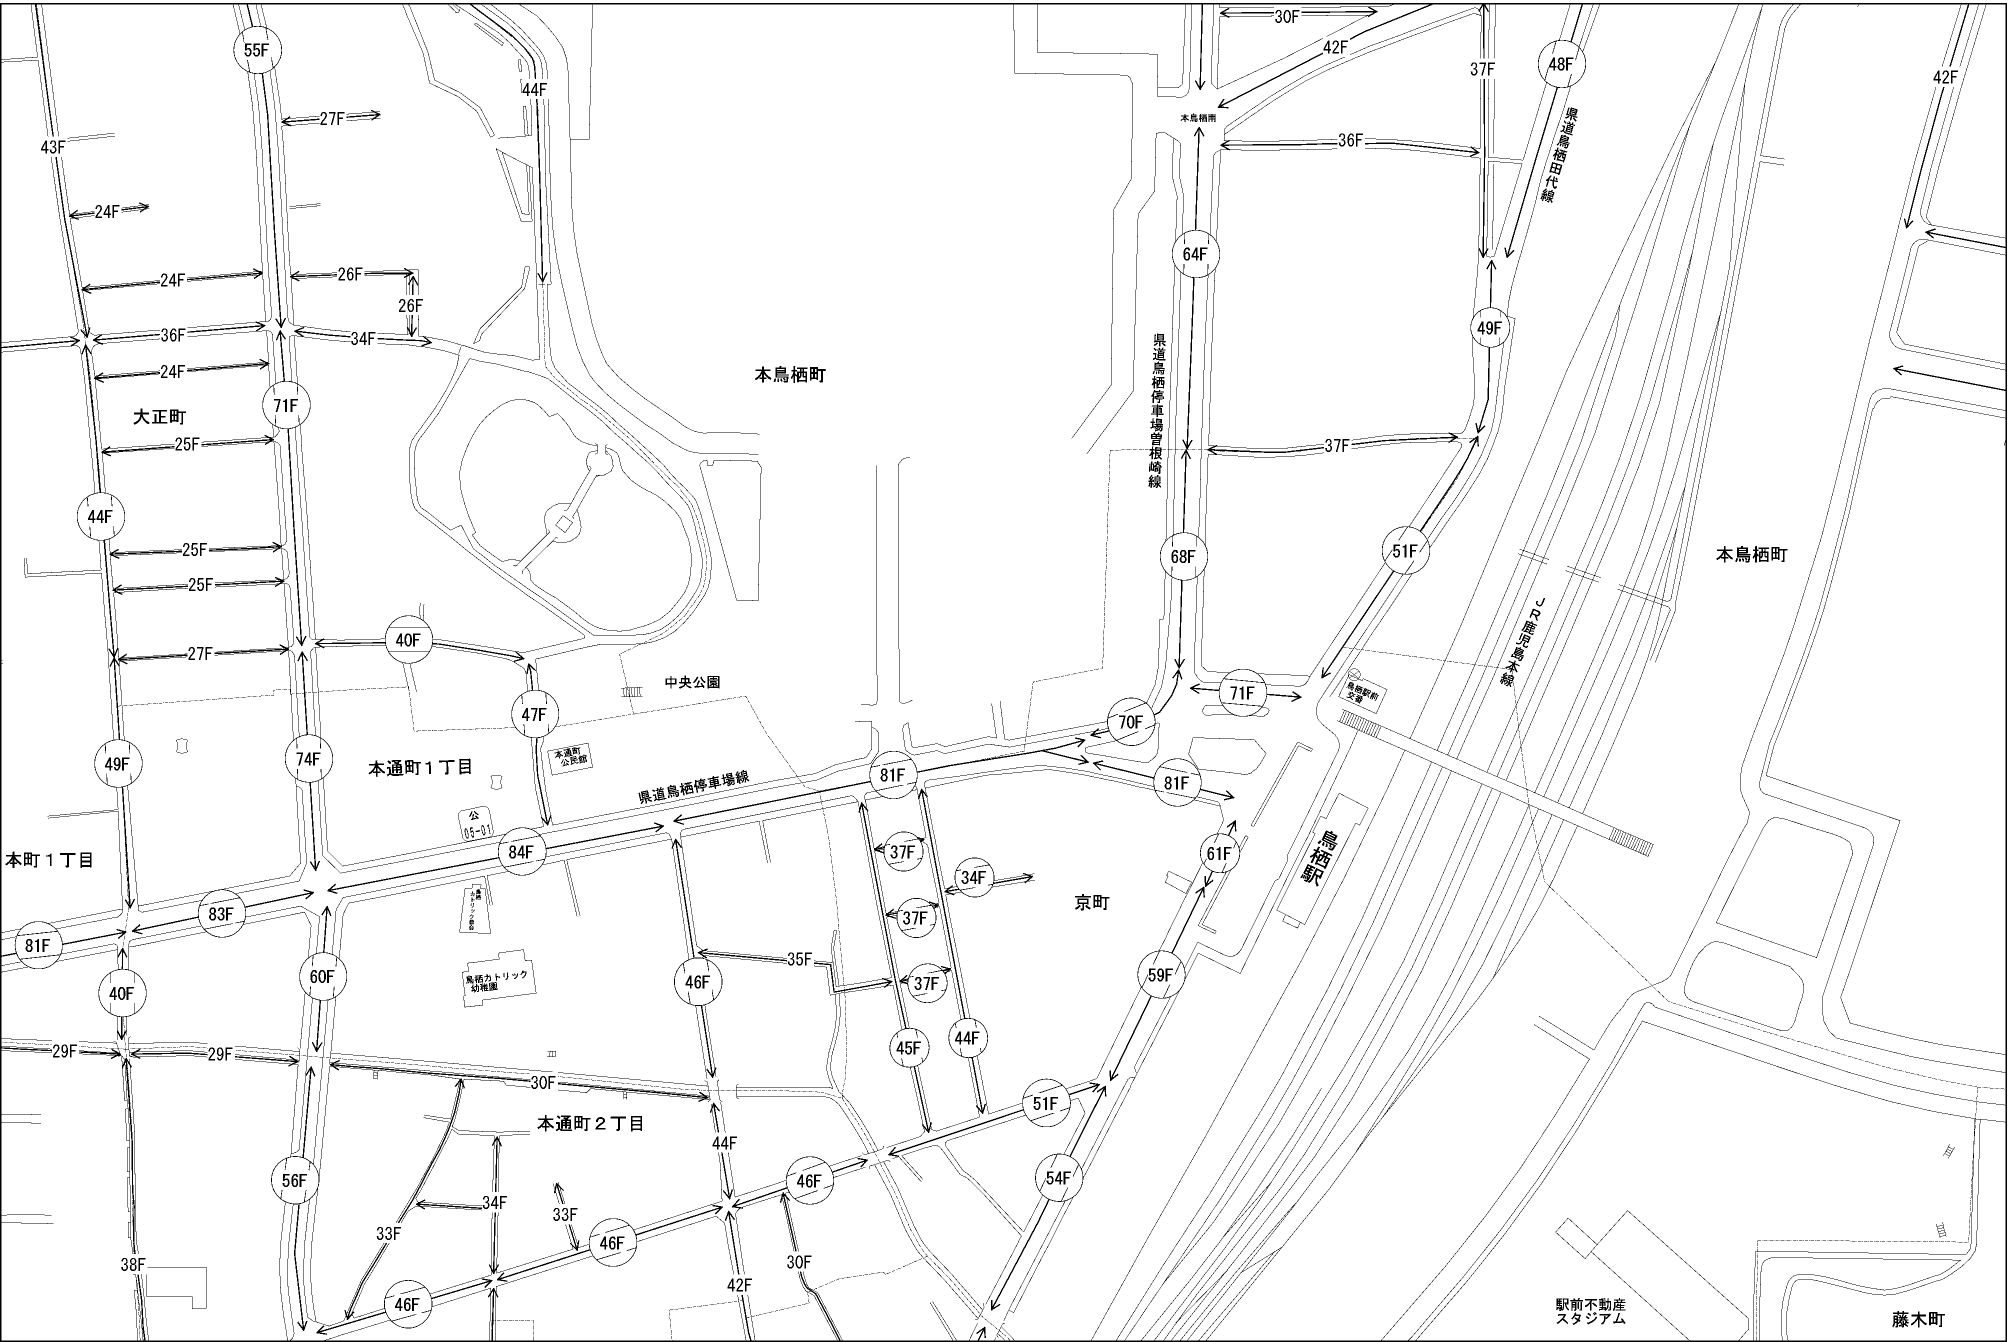 30F
55F
42F
48F
37F
42F
44F
27F
本鳥栖南
県道鳥栖田代線
43F
36F
24F
64F
24F
26F
26F
49F
36F
34F
県道鳥栖停車場曽根崎線
24F
本鳥栖町
71F
大正町
25F
37F
44F
25F
51F
68F
本鳥栖町
25F
JR鹿児島本線
40F
27F
中央公園
鳥栖駅前
交番
71F
47F
70F
74F
49F
本通町
公民館
本通町1丁目
県道鳥栖停車場線
81F
81F
公
05-01
84F
61F
鳥栖駅
本町1丁目
37F
34F
鳥栖
カトリック教会
京町
83F
37F
81F
35F
鳥栖カトリック
幼稚園
60F
46F
59F
40F
37F
44F
45F
29F
29F
30F
51F
本通町2丁目
44F
56F
46F
54F
34F
33F
33F
46F
38F
30F
42F
46F
駅前不動産
スタジアム
藤木町